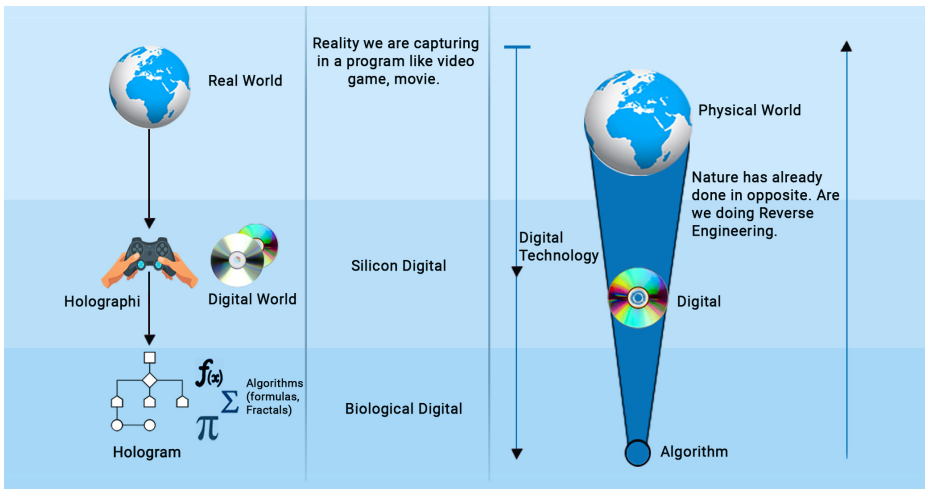 Real World
Reality we are capturing
in a program like video
game, movie.
Physical World
Nature has already
done in opposite. Are
we doing Reverse
Engineering.
Digital
Technology
Holographi
Digital World
Silicon Digital
Digital
f(x)
Σ
π
Algorithms
(formulas,
Fractals)
Hologram
Biological Digital
Algorithm